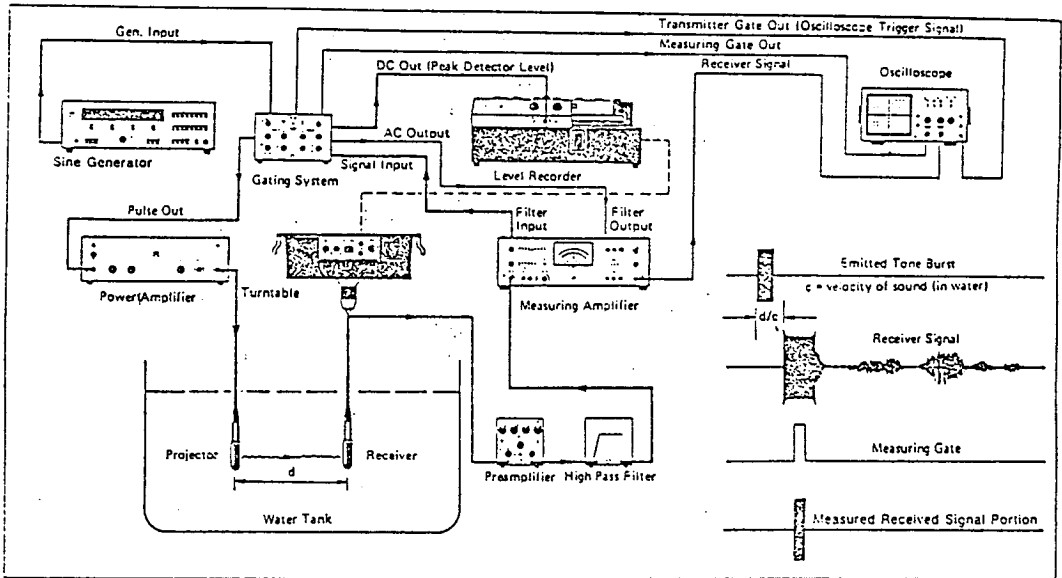 Transmitter Gate Out (Oscilloscope Trigger Signal)
Gen. Input
Measuring Gate Out
DC Out (Peak Detector Level)
Receiver Signal
Oscilloscope
AC Output
Sine Generator
Signal Input
Level Recorder
Gating System
Pulse Out
Filter
Input
Filter
Output
Emitted Tone Burst
Power Amplifier
Turntable
Measuring Amplifier
c = velocity of sound (in water)
d/c
Receiver Signal
Projector
Receiver
d
Measuring Gate
Preamplifier
High Pass Filter
Water Tank
Measured Received Signal Portion